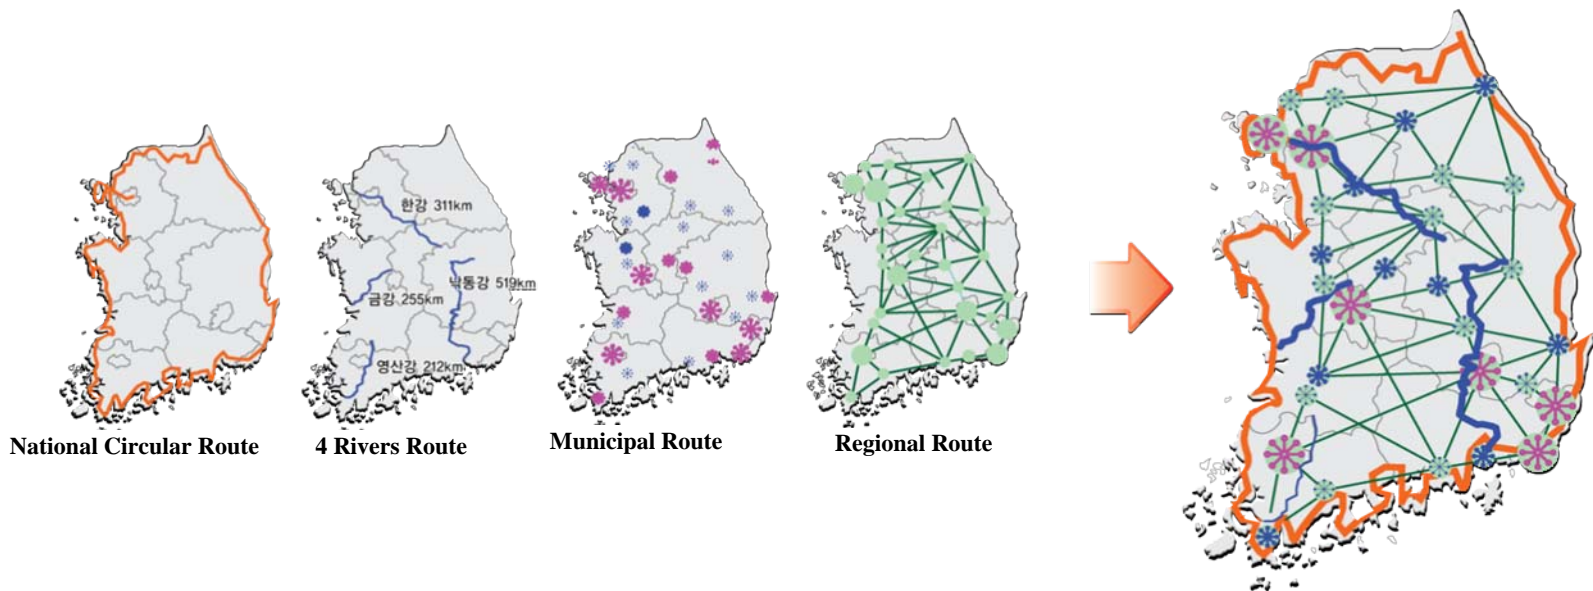 한강 311km
낙동강 519km
금강 255km
영산강 212km
National Circular Route
4 Rivers Route
Municipal Route
Regional Route